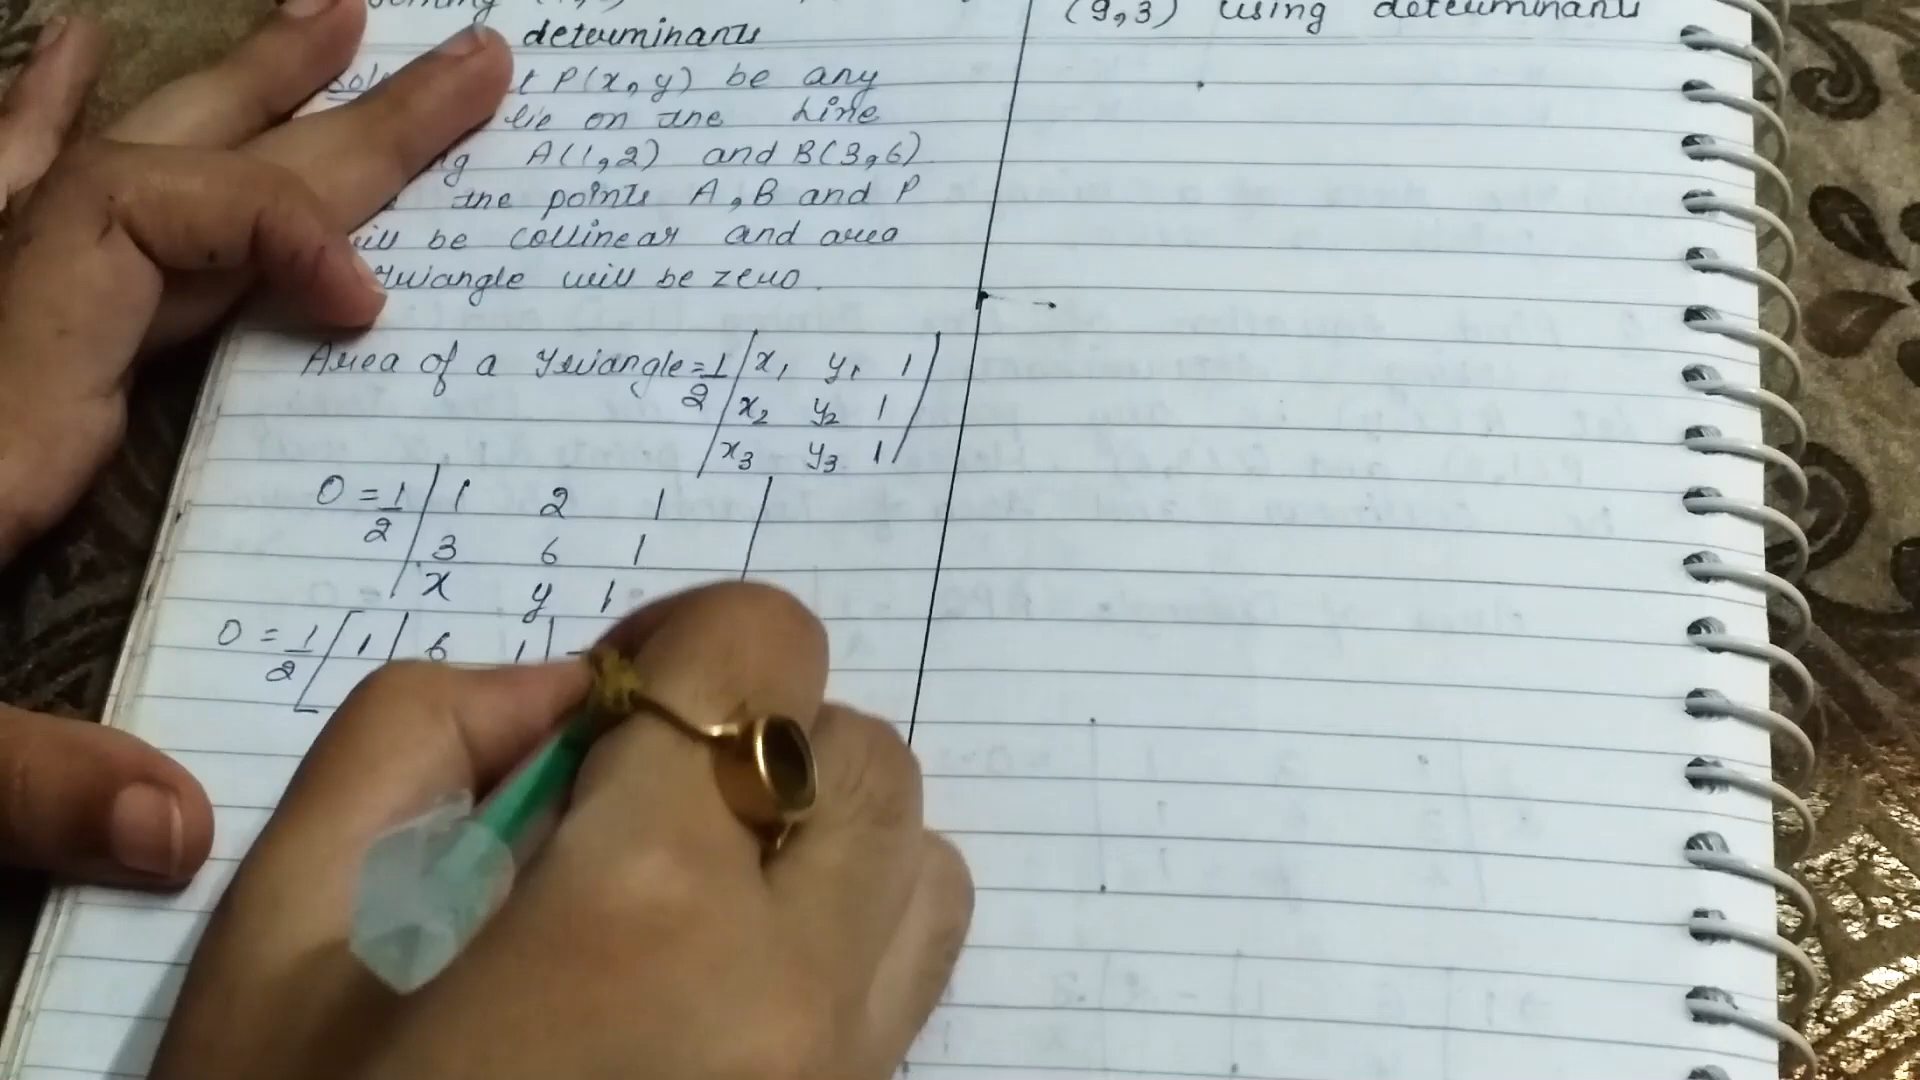 determinants
(9,3) using determinants
P(x, y) be any
lie on the Line
A(1,2) and B(3,6)
the points A, B and P
will be collinear and area
triangle will be zero.
Area of a triangle = 1/2 | x₁ y₁ 1 |
| x₂ y₂ 1 |
| x₃ y₃ 1 |
0 = 1/2 | 1 2 1 |
| 3 6 1 |
| x y 1
0 = 1/2 [ 1 | 6 1 | -